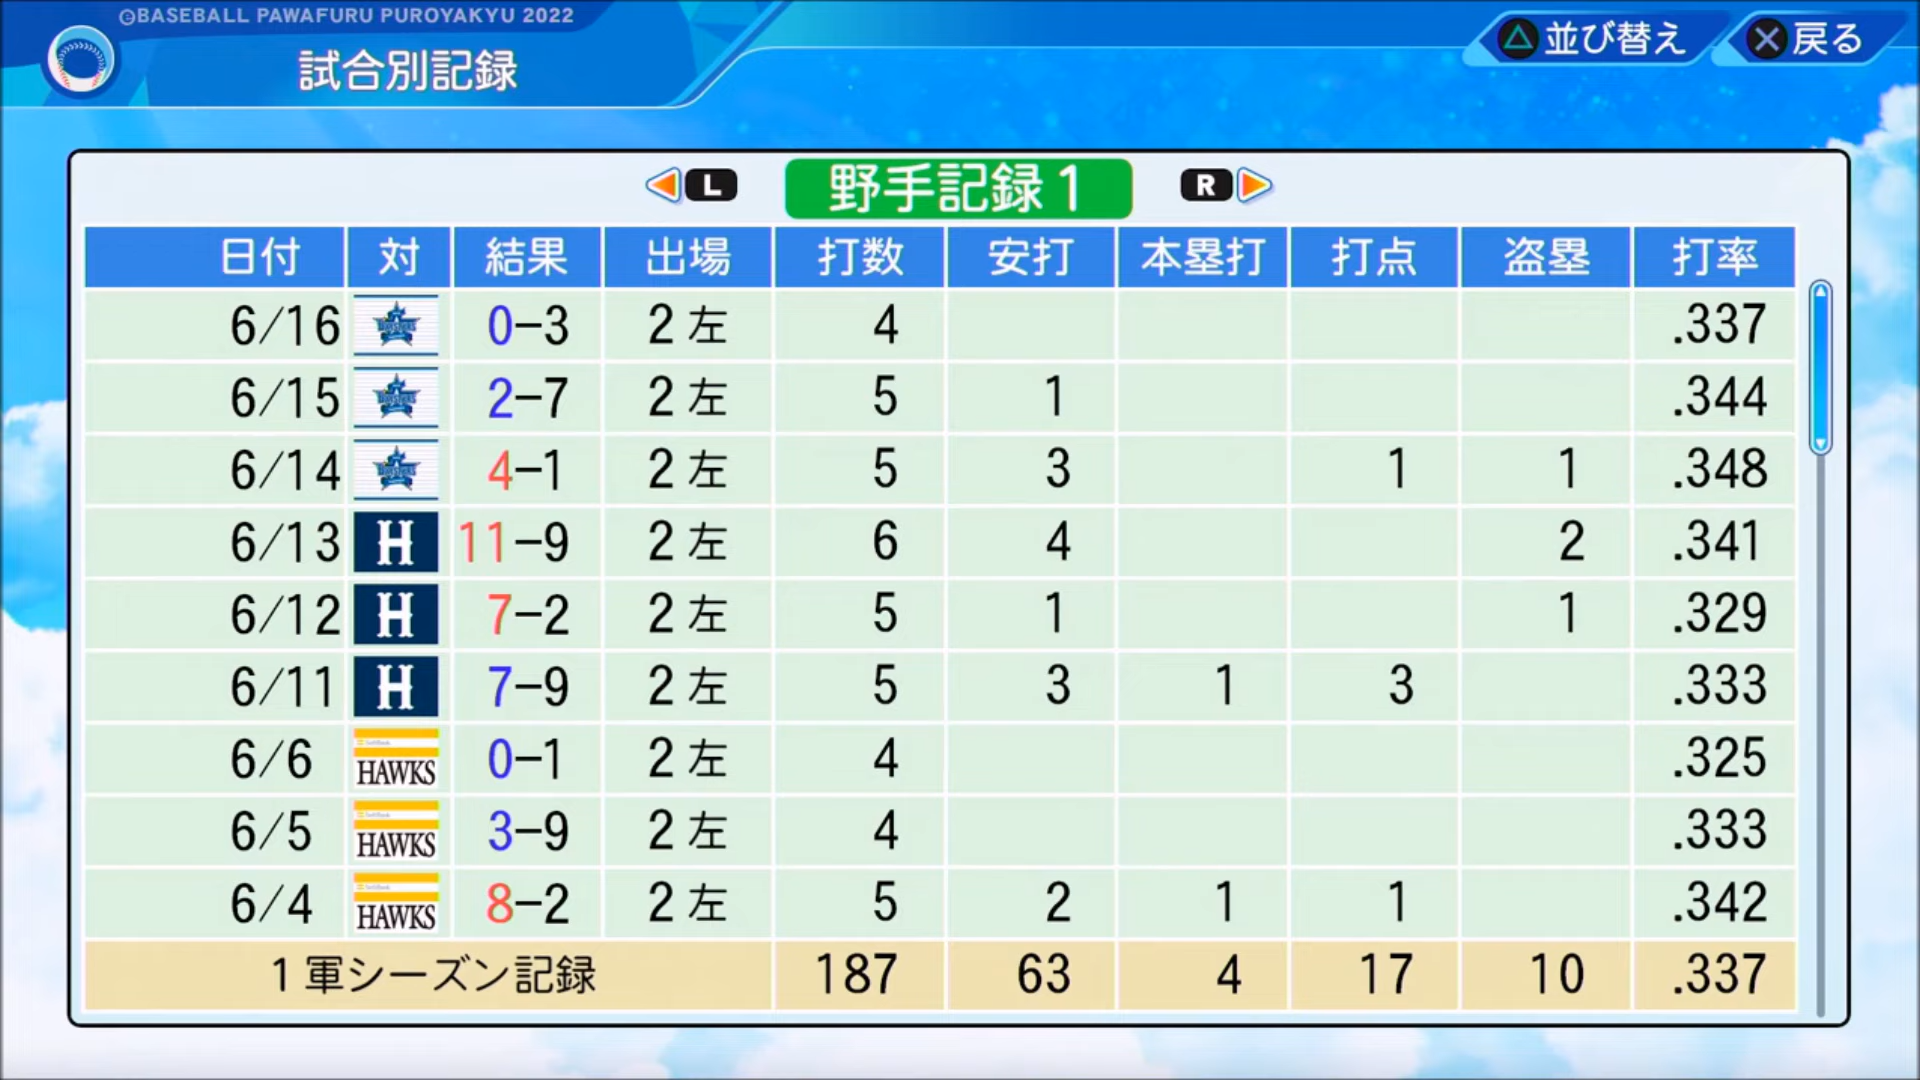 ©BASEBALL PAWAFURU PUROYAKYU 2022
試合別記録
並び替え
戻る
L 野手記録1 R
日付 対 結果 出場 打数 安打 本塁打 打点 盗塁 打率
6/16 0-3 2 左 4 .337
6/15 2-7 2 左 5 1 .344
6/14 4-1 2 左 5 3 1 1 .348
6/13 H 11-9 2 左 6 4 2 .341
6/12 H 7-2 2 左 5 1 1 .329
6/11 H 7-9 2 左 5 3 1 3 .333
6/6 HAWKS 0-1 2 左 4 .325
6/5 HAWKS 3-9 2 左 4 .333
6/4 HAWKS 8-2 2 左 5 2 1 1 .342
1軍シーズン記録 187 63 4 17 10 .337